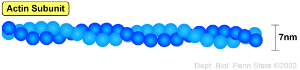 Actin Subunit
7nm
Dept. Biol. Penn State ©2002